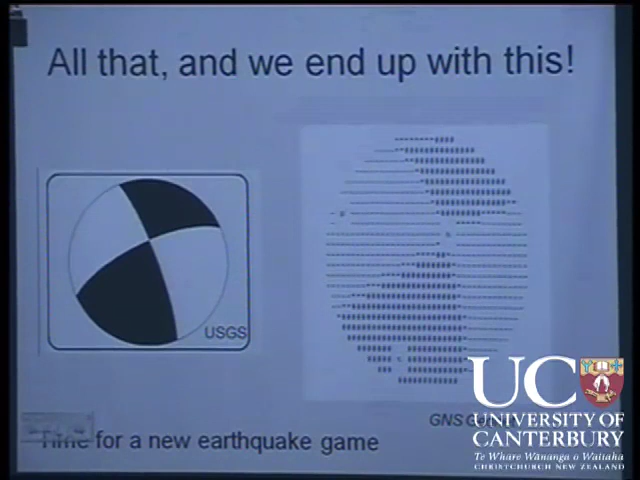 All that, and we end up with this!
USGS
GNS
Time for a new earthquake game
UC
UNIVERSITY OF
CANTERBURY
Te Whare Wānanga o Waitaha
CHRISTCHURCH NEW ZEALAND